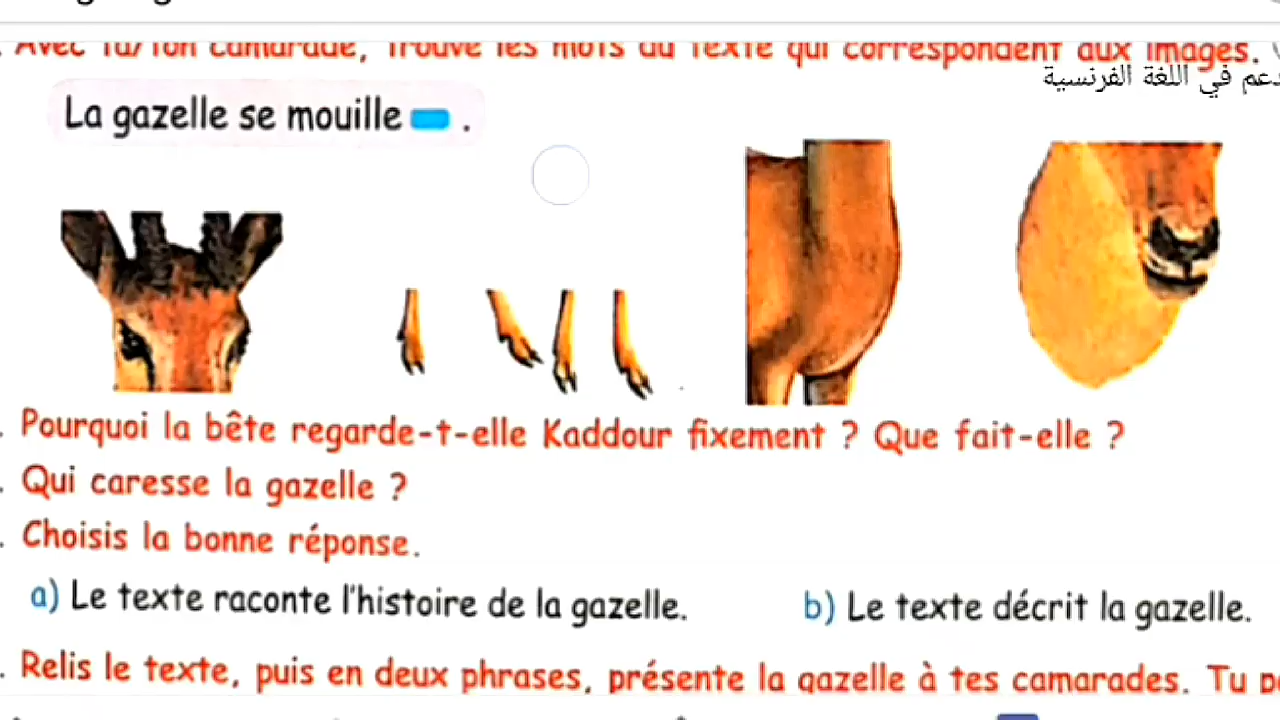 Avec ta/ton camarade, trouve les mots du texte qui correspondent aux images.
دعم في اللغة الفرنسية
La gazelle se mouille .
. Pourquoi la bête regarde-t-elle Kaddour fixement ? Que fait-elle ?
. Qui caresse la gazelle ?
. Choisis la bonne réponse.
a) Le texte raconte l'histoire de la gazelle. b) Le texte décrit la gazelle.
. Relis le texte, puis en deux phrases, présente la gazelle à tes camarades. Tu